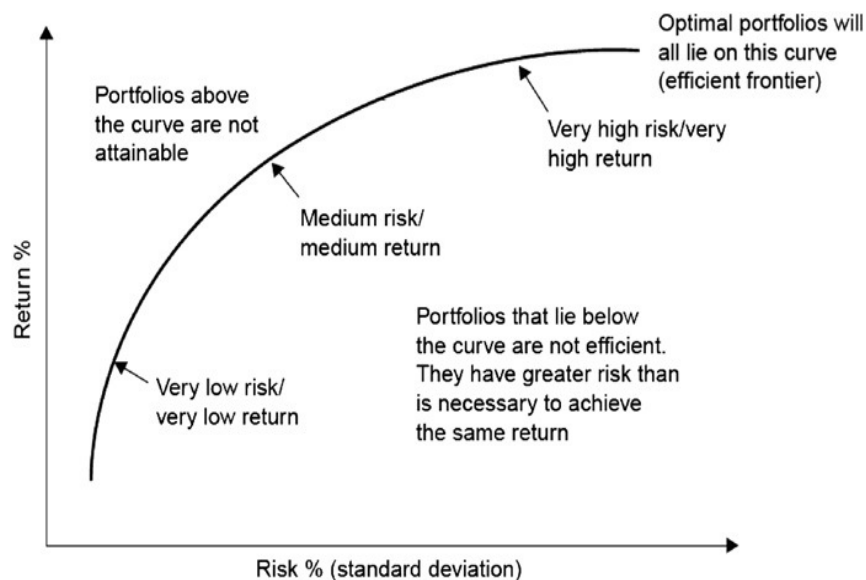 Optimal portfolios will
all lie on this curve
(efficient frontier)
Portfolios above
the curve are not
attainable
Very high risk/very
high return
Medium risk/
medium return
Portfolios that lie below
the curve are not efficient.
They have greater risk than
is necessary to achieve
the same return
Very low risk/
very low return
Return %
Risk % (standard deviation)